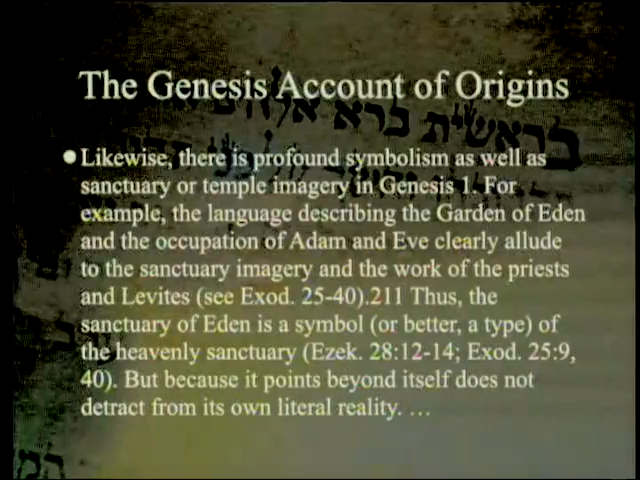 The Genesis Account of Origins
בראשית ברא אלהים
● Likewise, there is profound symbolism as well as
sanctuary or temple imagery in Genesis 1. For
example, the language describing the Garden of Eden
and the occupation of Adam and Eve clearly allude
to the sanctuary imagery and the work of the priests
and Levites (see Exod. 25-40).211 Thus, the
sanctuary of Eden is a symbol (or better, a type) of
the heavenly sanctuary (Ezek. 28:12-14; Exod. 25:9,
40). But because it points beyond itself does not
detract from its own literal reality. …